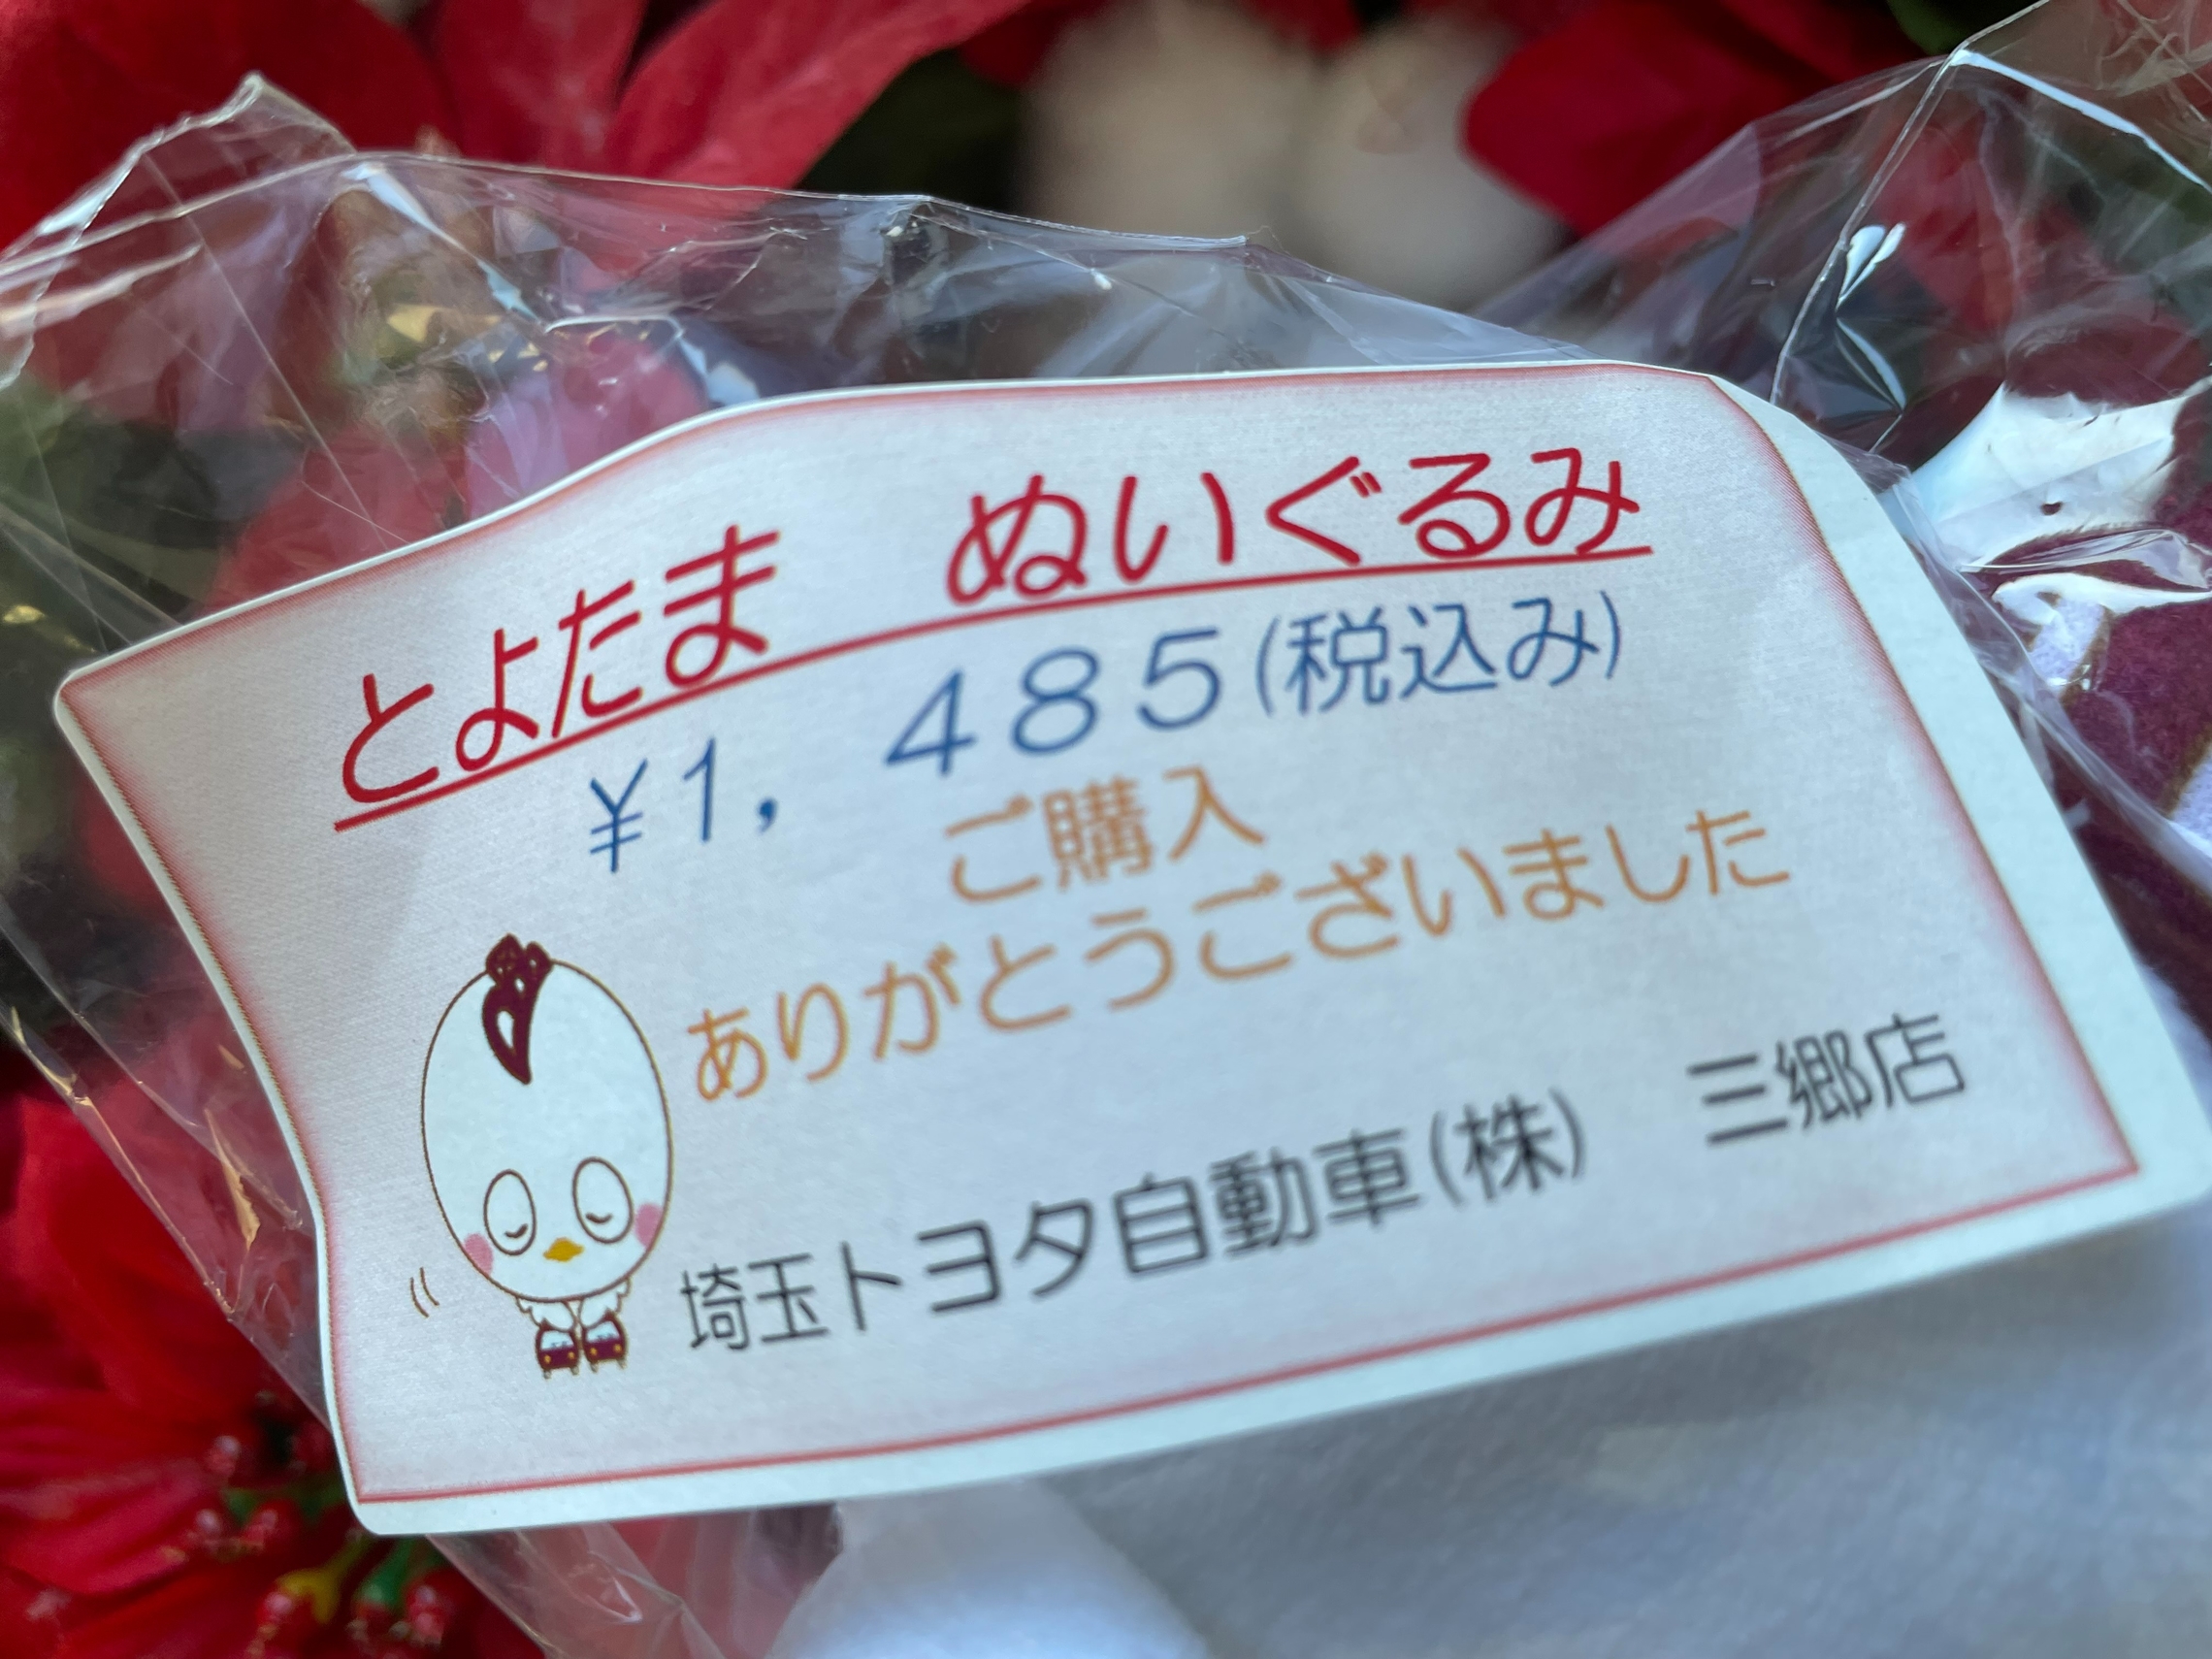 とよたま　ぬいぐるみ
¥1，485(税込み)
ご購入
ありがとうございました
埼玉トヨタ自動車(株)　三郷店